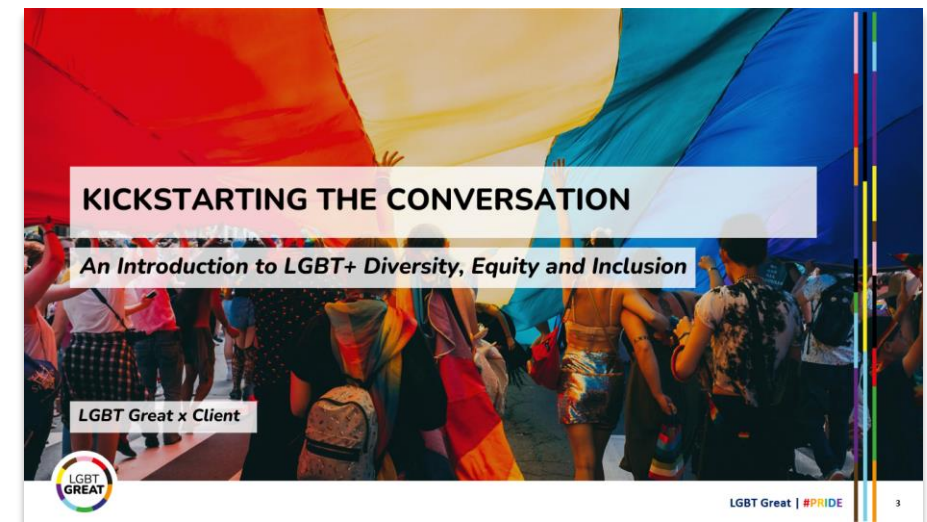 KICKSTARTING THE CONVERSATION
An Introduction to LGBT+ Diversity, Equity and Inclusion
LGBT Great x Client
LGBT
GREAT
LGBT Great | #PRIDE
3